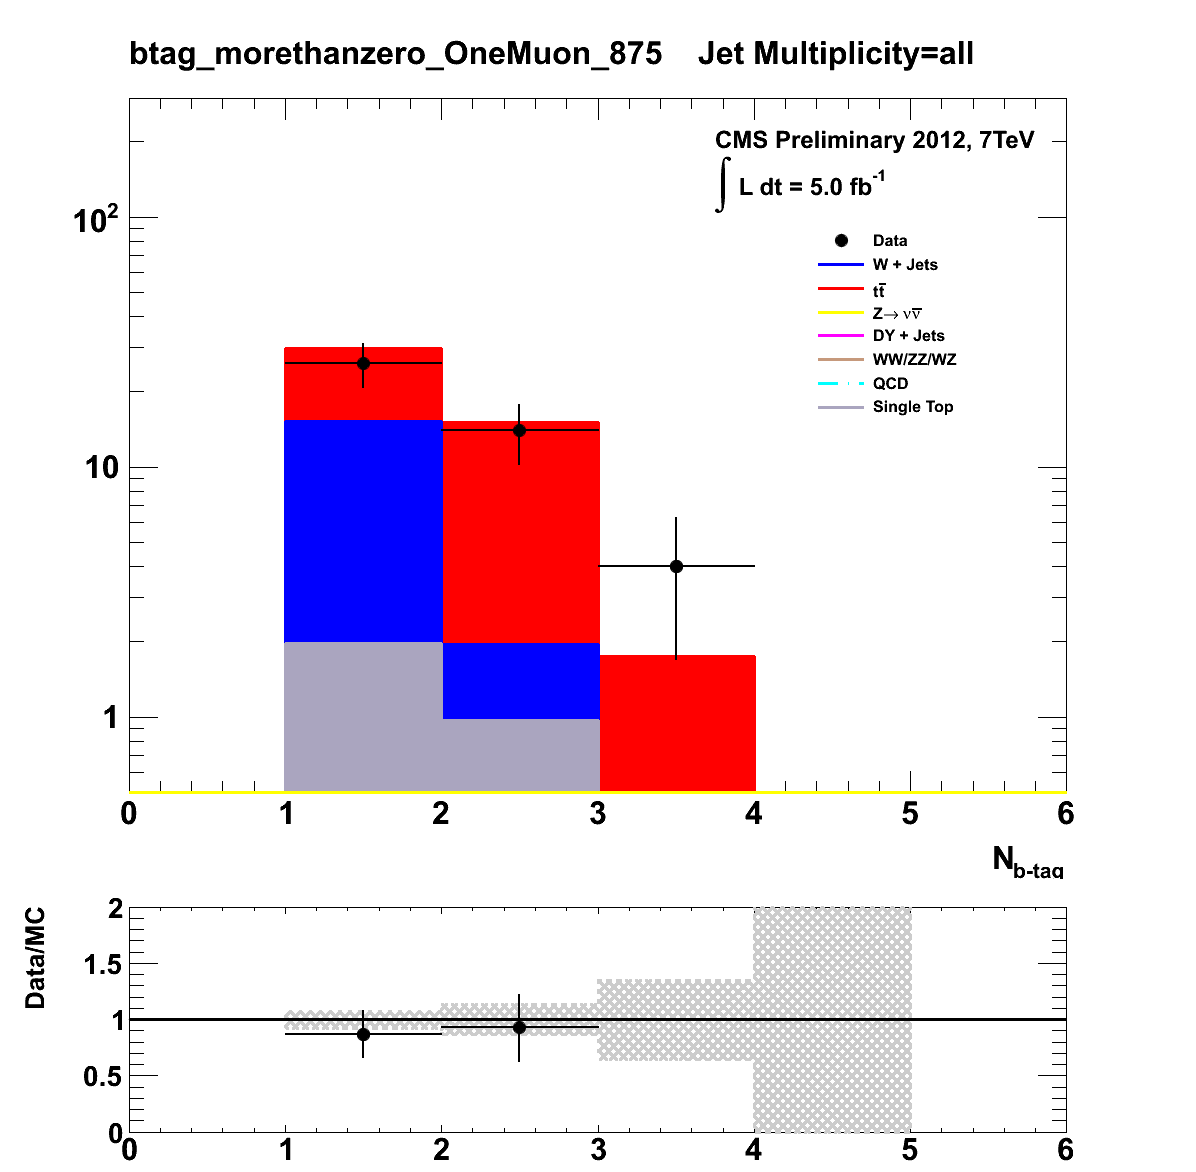 btag_morethanzero_OneMuon_875 Jet Multiplicity=all
CMS Preliminary 2012, 7TeV
∫ L dt = 5.0 fb⁻¹
Data
W + Jets
tt̅
Z→ νν̅
DY + Jets
WW/ZZ/WZ
QCD
Single Top
10²
10
1
0 1 2 3 4 5 6
N_b-tag
Data/MC
2
1.5
1
0.5
0
0 1 2 3 4 5 6